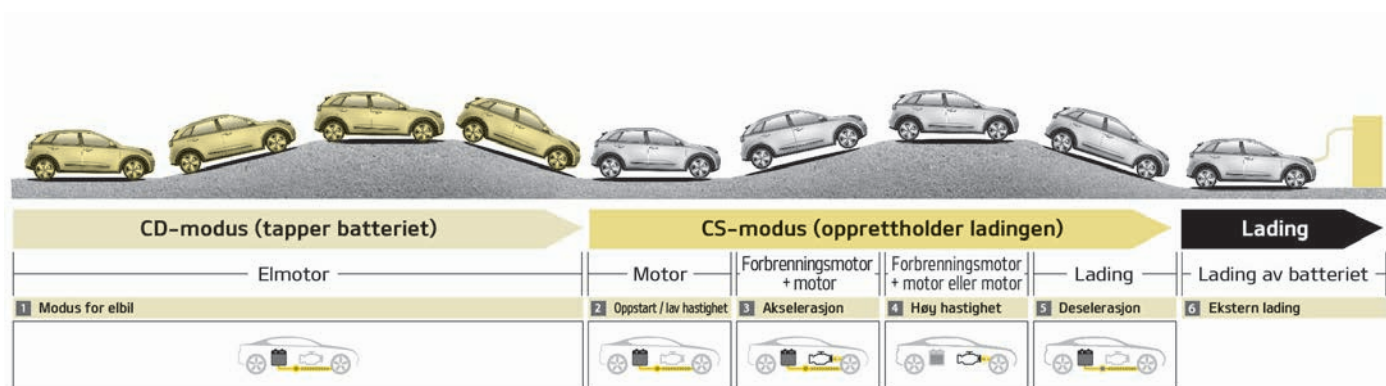 CD-modus (tapper batteriet)
CS-modus (opprettholder ladingen)
Lading
Elmotor
Motor
Forbrenningsmotor
+ motor
Forbrenningsmotor
+ motor eller motor
Lading
Lading av batteriet
1 Modus for elbil
2 Oppstart / lav hastighet
3 Akselerasjon
4 Høy hastighet
5 Deselerasjon
6 Ekstern lading